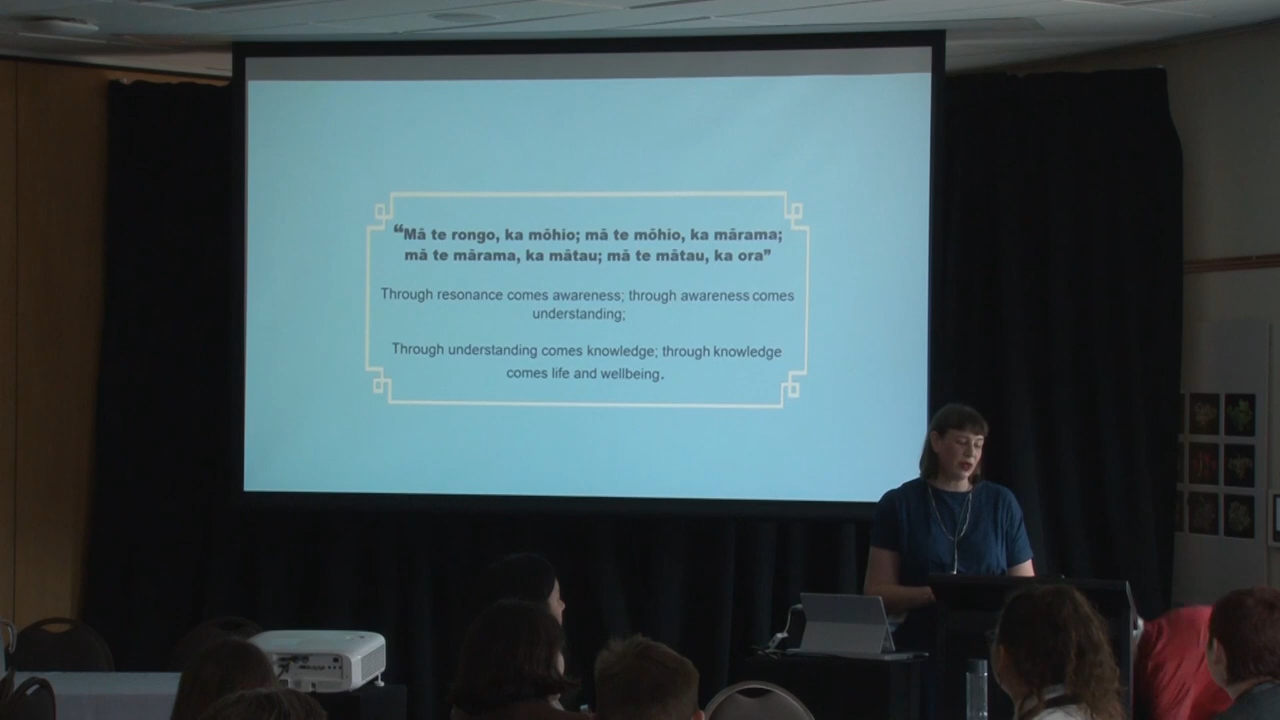 “Mā te rongo, ka mōhio; mā te mōhio, ka mārama;
mā te mārama, ka mātau; mā te mātau, ka ora”
Through resonance comes awareness; through awareness comes
understanding;
Through understanding comes knowledge; through knowledge
comes life and wellbeing.